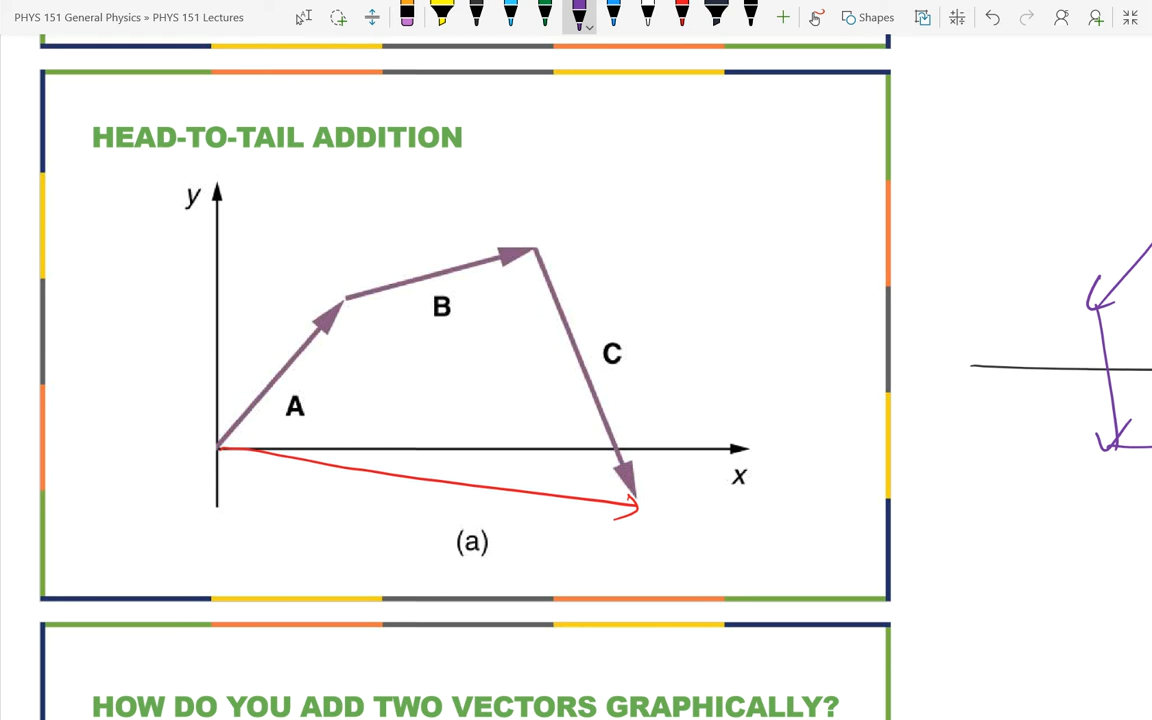 PHYS 151 General Physics » PHYS 151 Lectures
Shapes
HEAD-TO-TAIL ADDITION
y
B
C
A
x
(a)
HOW DO YOU ADD TWO VECTORS GRAPHICALLY?